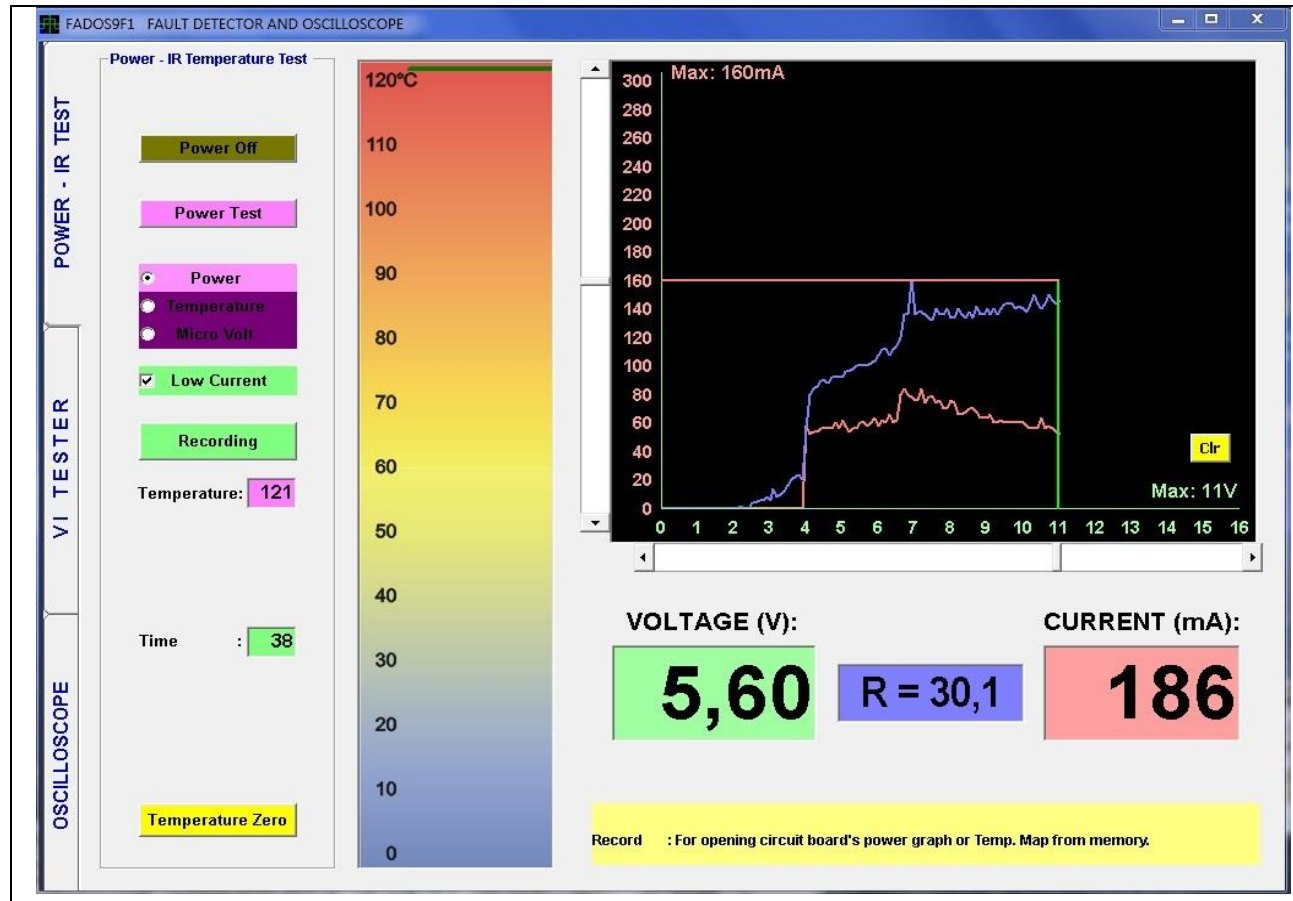 FADOS9F1 FAULT DETECTOR AND OSCILLOSCOPE
POWER - IR TEST
VI TESTER
OSCILLOSCOPE
Power - IR Temperature Test
Power Off
Power Test
Power
Temperature
Micro Volt
Low Current
Recording
Temperature: 121
Time : 38
Temperature Zero
120°C
110
100
90
80
70
60
50
40
30
20
10
0
Max: 160mA
300
280
260
240
220
200
180
160
140
120
100
80
60
40
20
0
Clr
Max: 11V
0 1 2 3 4 5 6 7 8 9 10 11 12 13 14 15 16
VOLTAGE (V): CURRENT (mA):
5,60 R = 30,1 186
Record : For opening circuit board's power graph or Temp. Map from memory.